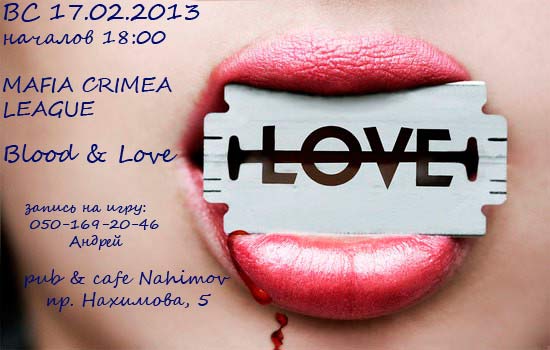 ВС 17.02.2013
началов 18:00
MAFIA CRIMEA
LEAGUE
Blood & Love
LOVE
запись на игру:
050-169-20-46
Андрей
pub & cafe Nahimov
пр. Нахимова, 5